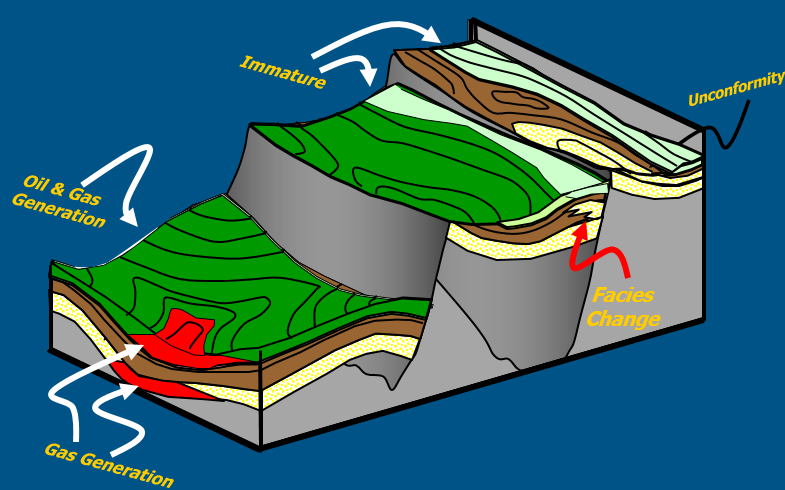 Immature
Unconformity
Oil & Gas
Generation
Facies
Change
Gas Generation